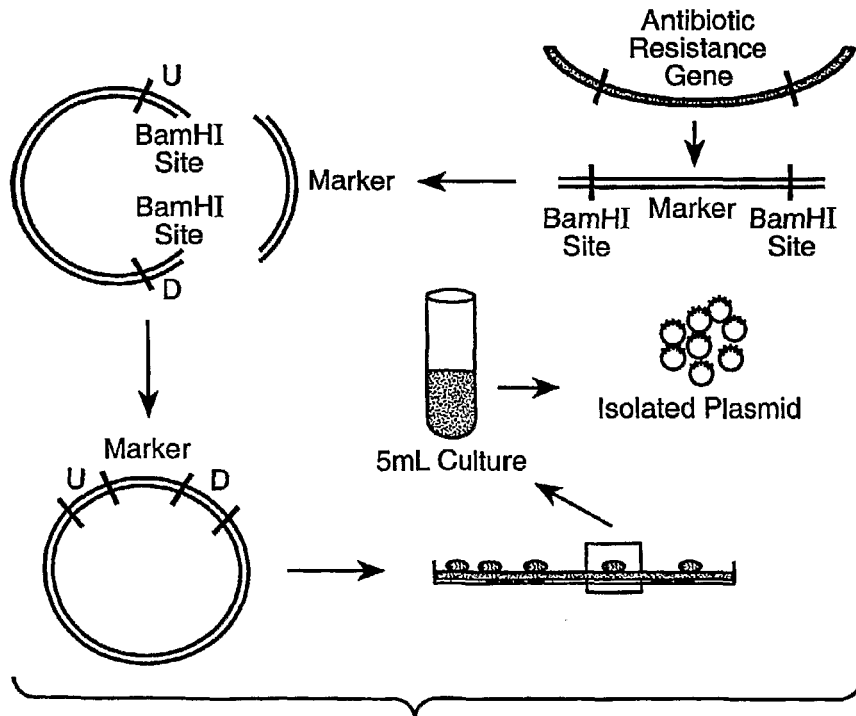 Antibiotic
Resistance
Gene
U
BamHI
Site
BamHI
Site
D
Marker
Marker
BamHI
Site
BamHI
Site
Marker
U
D
5mL Culture
Isolated Plasmid